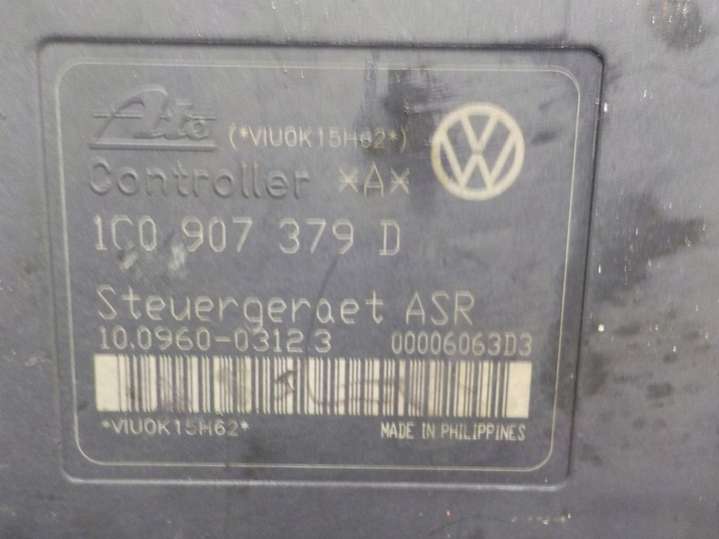 Ate (*VIU0K15H62*)
Controller *A*
1C0 907 379 D
Steuergeraet ASR
10.0960-0312.3 00006063D3
*VIU0K15H62* MADE IN PHILIPPINES